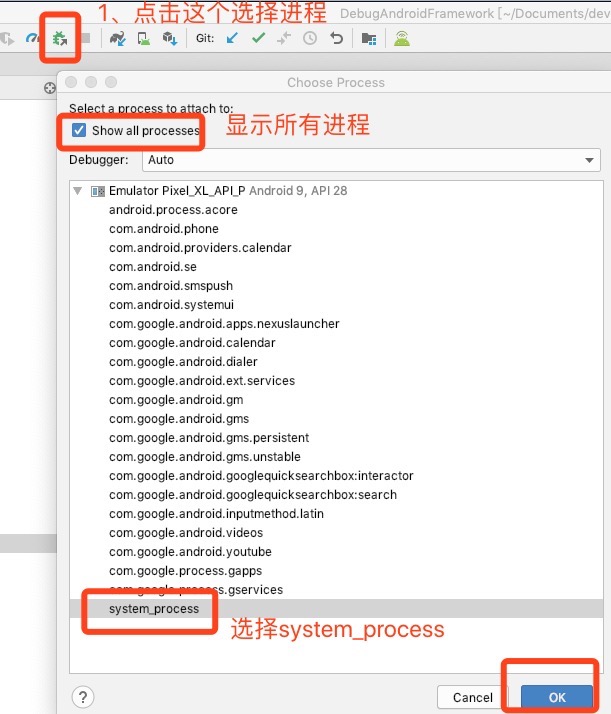 1、点击这个选择进程
DebugAndroidFramework [~/Documents/dev
Git:
Choose Process
Select a process to attach to:
Show all processes
显示所有进程
Debugger:
Auto
Emulator Pixel_XL_API_P Android 9, API 28
android.process.acore
com.android.phone
com.android.providers.calendar
com.android.se
com.android.smspush
com.android.systemui
com.google.android.apps.nexuslauncher
com.google.android.calendar
com.google.android.dialer
com.google.android.ext.services
com.google.android.gm
com.google.android.gms
com.google.android.gms.persistent
com.google.android.gms.unstable
com.google.android.googlequicksearchbox:interactor
com.google.android.googlequicksearchbox:search
com.google.android.inputmethod.latin
com.google.android.videos
com.google.android.youtube
com.google.process.gapps
com.google.process.gservices
system_process
选择system_process
?
Cancel
OK